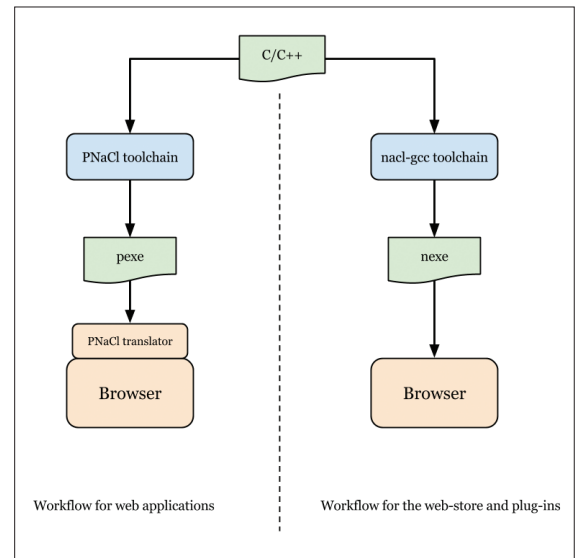 C/C++
PNaCl toolchain
nacl-gcc toolchain
pexe
nexe
PNaCl translator
Browser
Browser
Workflow for web applications
Workflow for the web-store and plug-ins